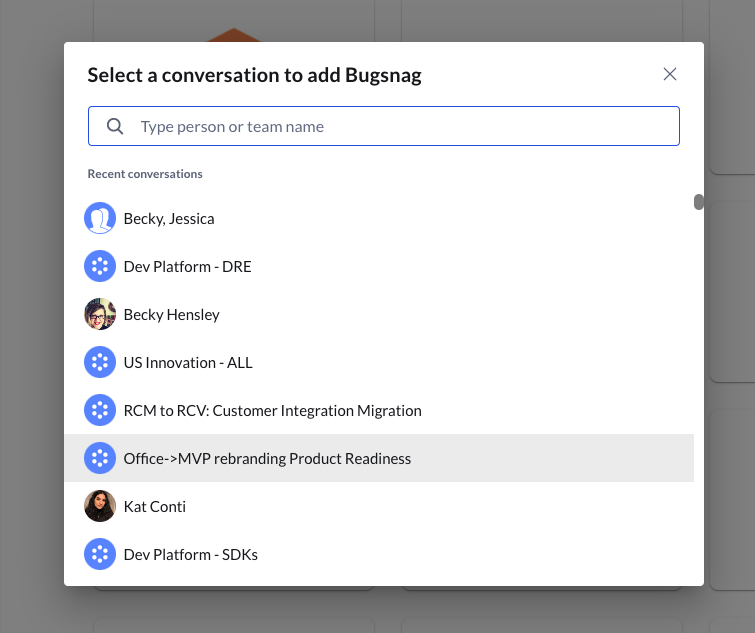 Select a conversation to add Bugsnag
Type person or team name
Recent conversations
Becky, Jessica
Dev Platform - DRE
Becky Hensley
US Innovation - ALL
RCM to RCV: Customer Integration Migration
Office->MVP rebranding Product Readiness
Kat Conti
Dev Platform - SDKs